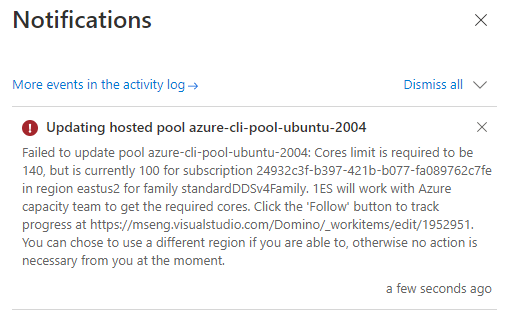 Notifications
More events in the activity log →
Dismiss all
Updating hosted pool azure-cli-pool-ubuntu-2004
Failed to update pool azure-cli-pool-ubuntu-2004: Cores limit is required to be
140, but is currently 100 for subscription 24932c3f-b397-421b-b077-fa089762c7fe
in region eastus2 for family standardDDSv4Family. 1ES will work with Azure
capacity team to get the required cores. Click the 'Follow' button to track
progress at https://mseng.visualstudio.com/Domino/_workitems/edit/1952951.
You can chose to use a different region if you are able to, otherwise no action is
necessary from you at the moment.
a few seconds ago